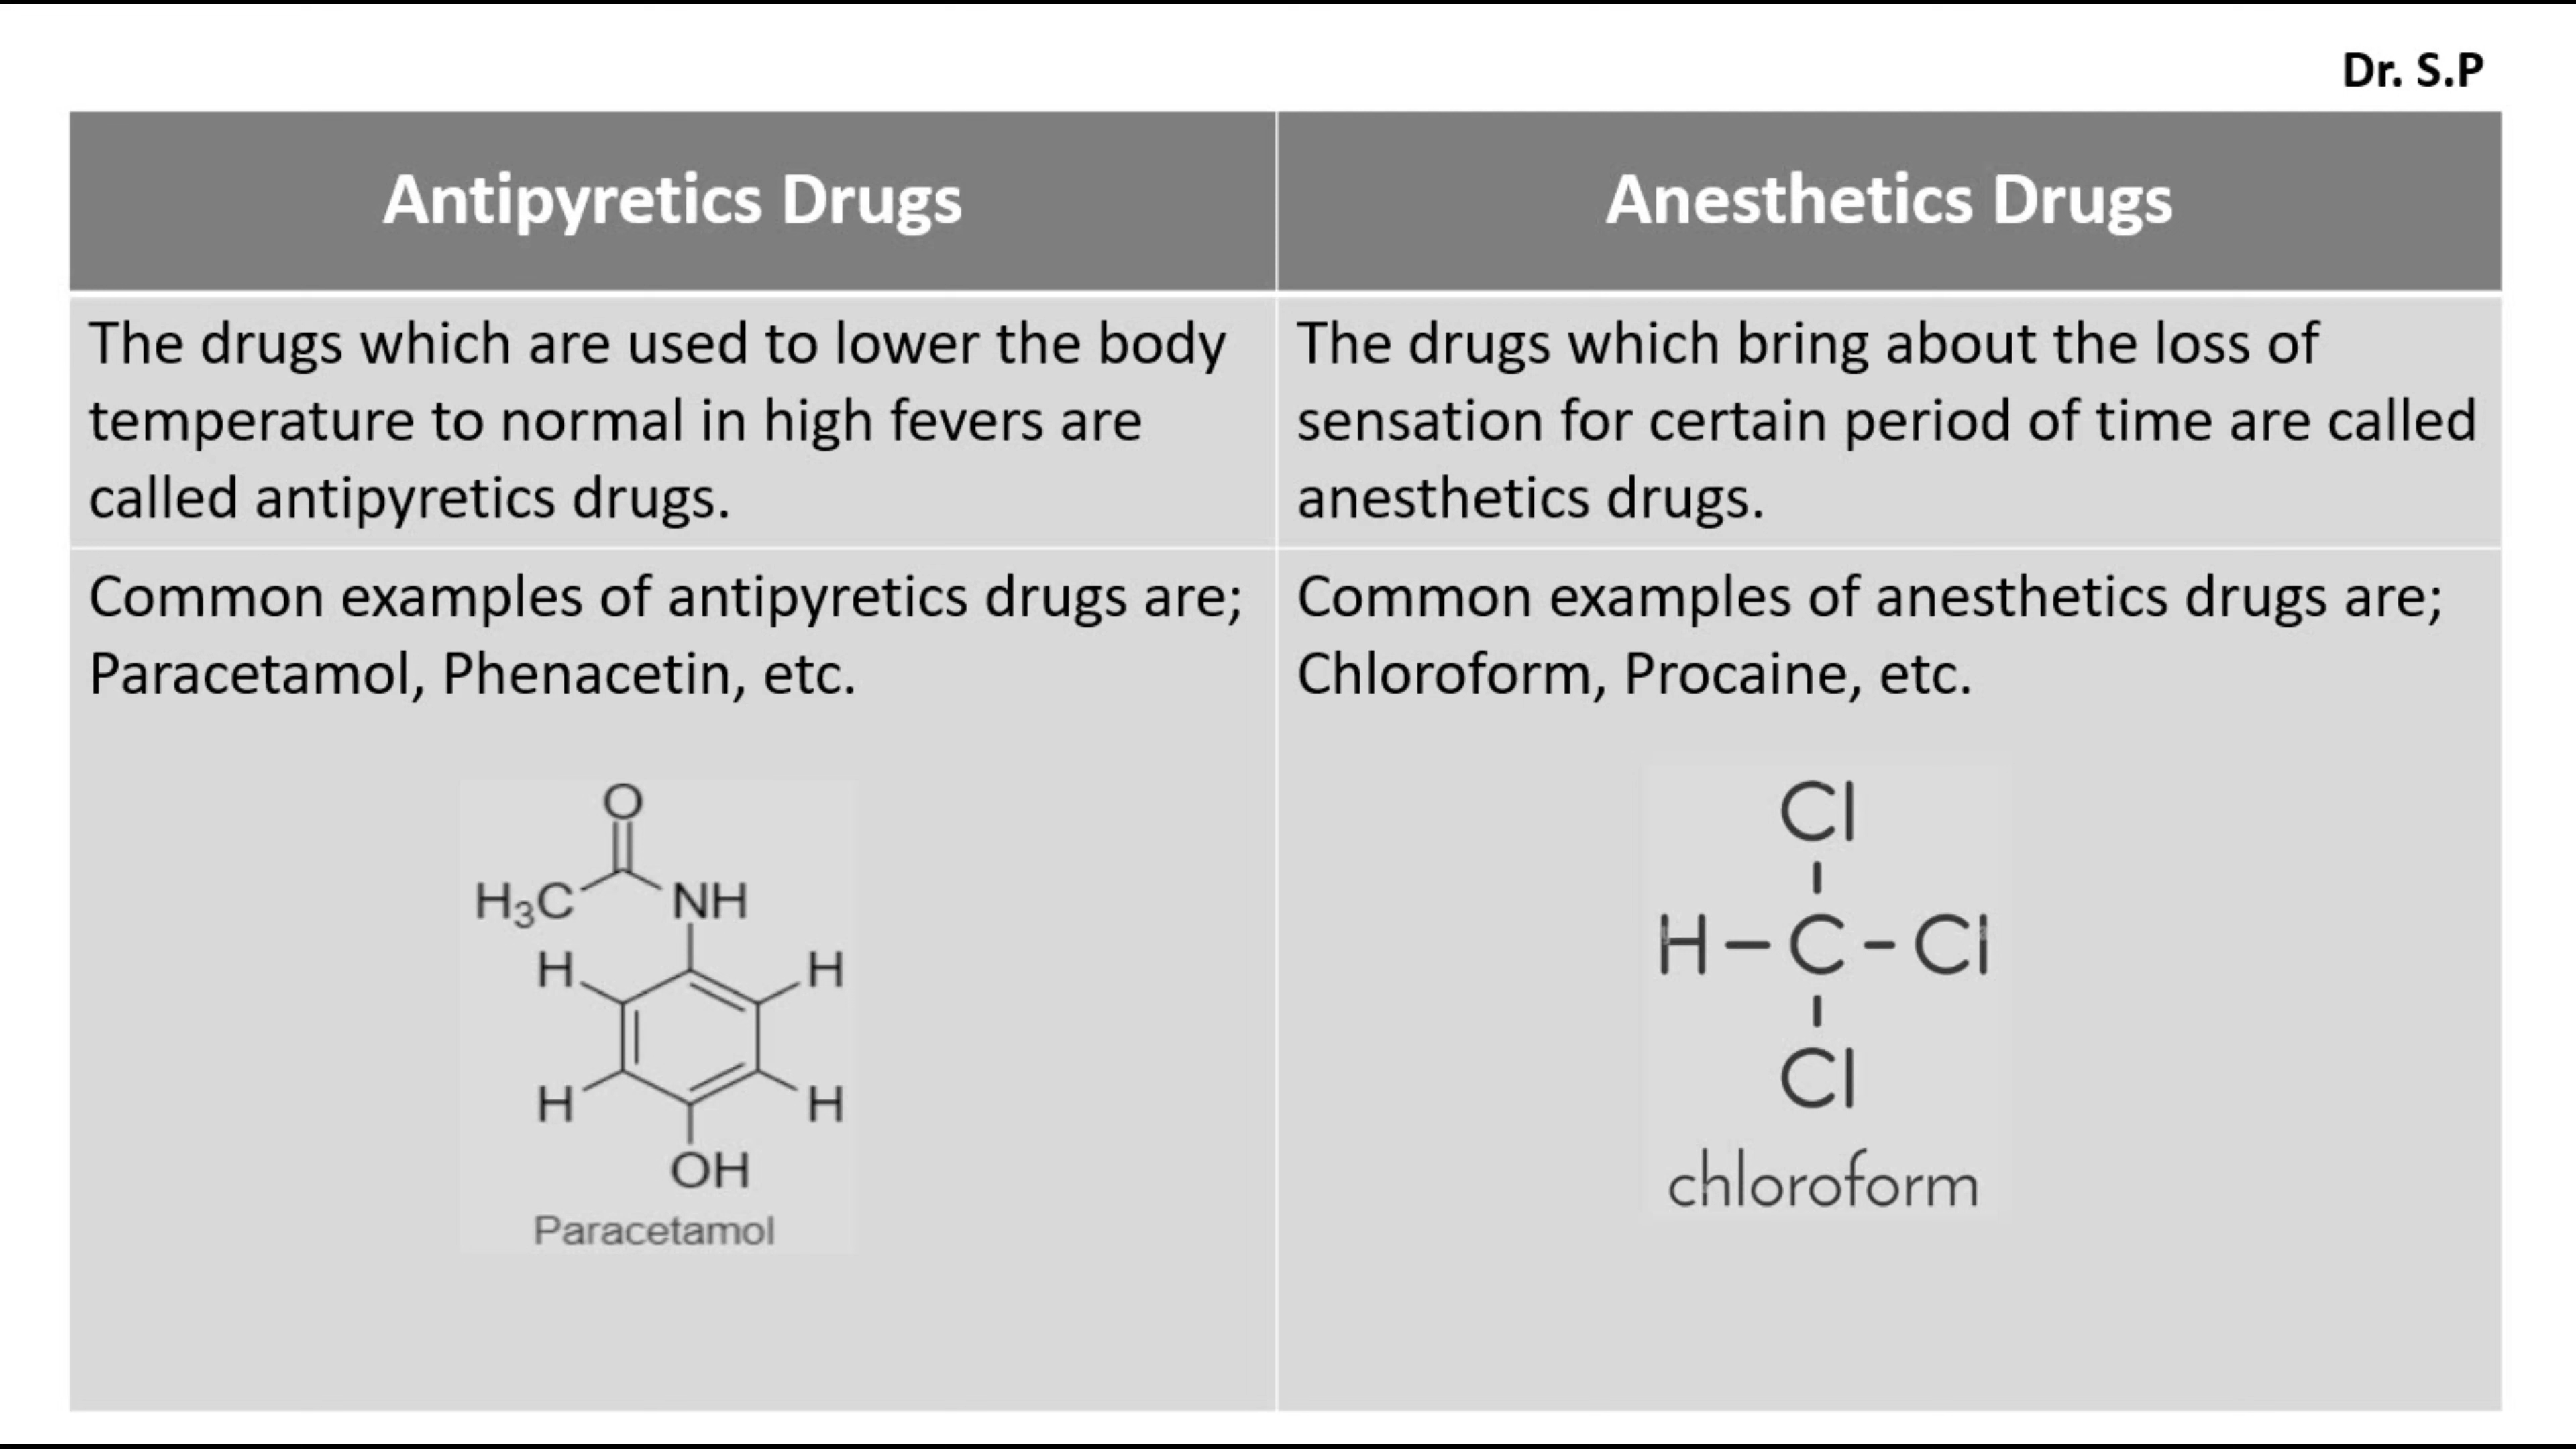 Dr. S.P
Antipyretics Drugs
Anesthetics Drugs
The drugs which are used to lower the body
temperature to normal in high fevers are
called antipyretics drugs.
The drugs which bring about the loss of
sensation for certain period of time are called
anesthetics drugs.
Common examples of antipyretics drugs are;
Paracetamol, Phenacetin, etc.
O
H₃C NH
H H
H H
OH
Paracetamol
Common examples of anesthetics drugs are;
Chloroform, Procaine, etc.
Cl
H-C-Cl
Cl
chloroform